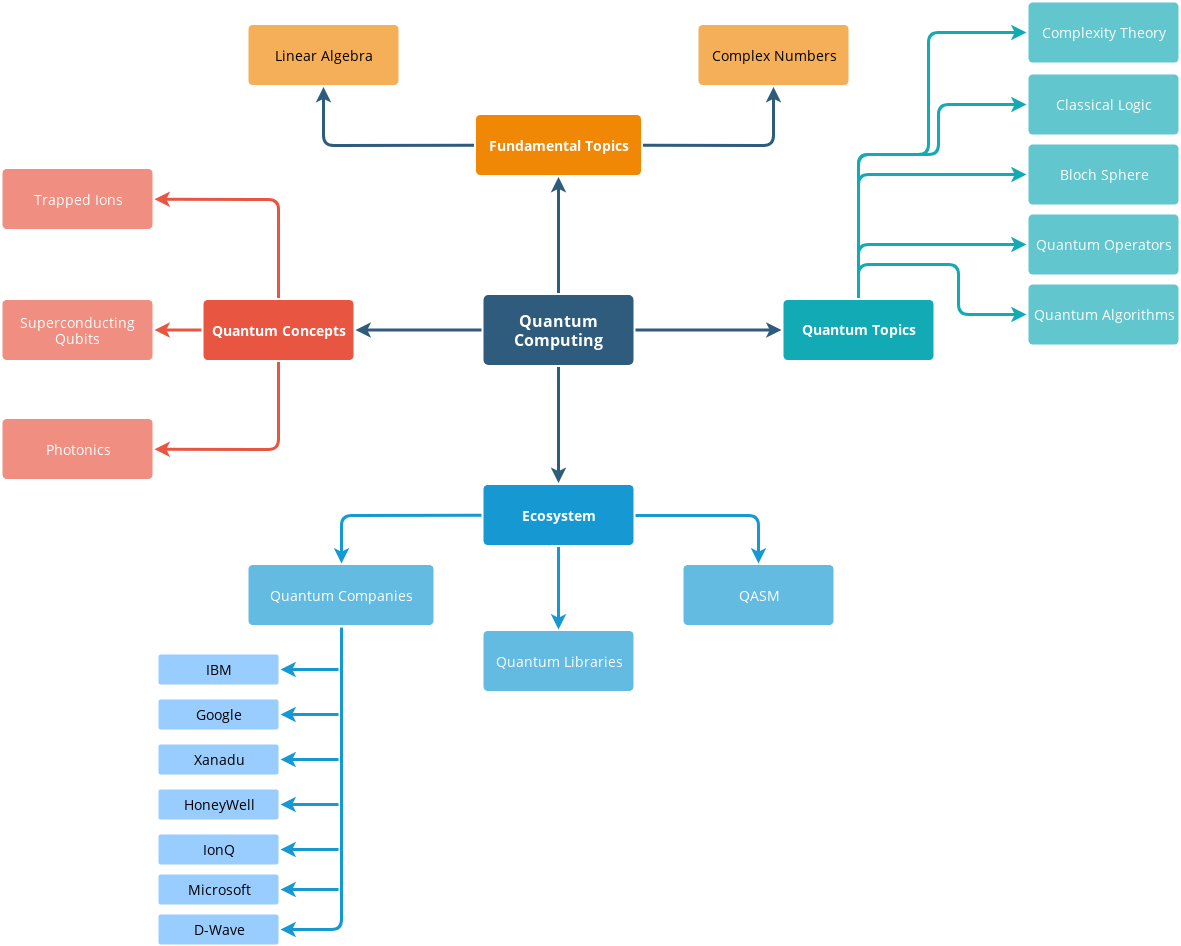 Complexity Theory
Linear Algebra
Complex Numbers
Classical Logic
Fundamental Topics
Bloch Sphere
Trapped Ions
Quantum Operators
Quantum Algorithms
Superconducting
Qubits
Quantum Concepts
Quantum
Computing
Quantum Topics
Photonics
Ecosystem
Quantum Companies
QASM
Quantum Libraries
IBM
Google
Xanadu
HoneyWell
IonQ
Microsoft
D-Wave